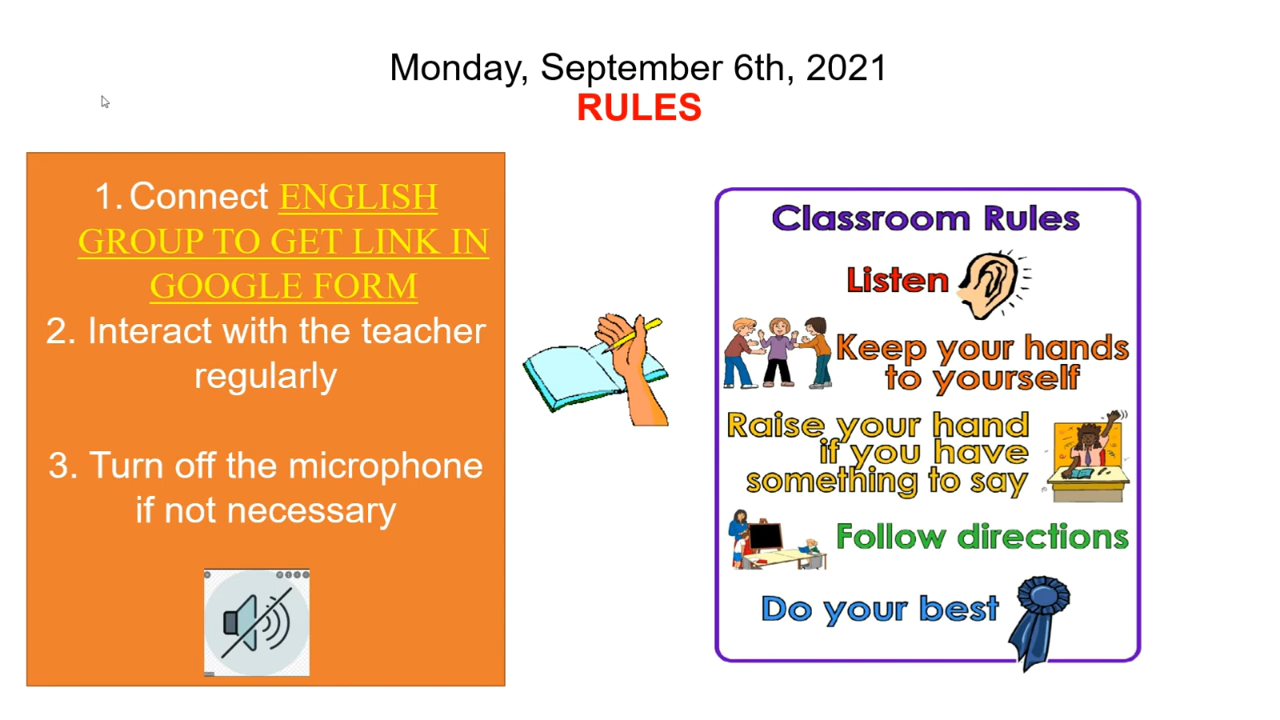 Monday, September 6th, 2021
RULES
1. Connect ENGLISH
GROUP TO GET LINK IN
GOOGLE FORM
2. Interact with the teacher
regularly
3. Turn off the microphone
if not necessary
Classroom Rules
Listen
Keep your hands
to yourself
Raise your hand
if you have
something to say
Follow directions
Do your best